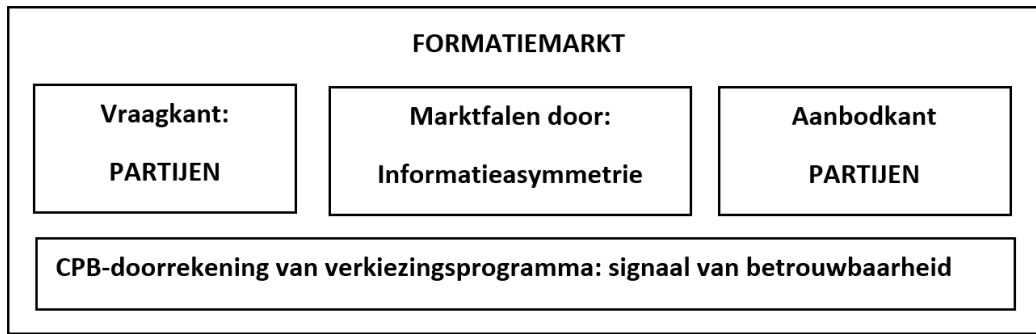 FORMATIEMARKT
Vraagkant:
PARTIJEN
Marktfalen door:
Informatieasymmetrie
Aanbodkant
PARTIJEN
CPB-doorrekening van verkiezingsprogramma: signaal van betrouwbaarheid